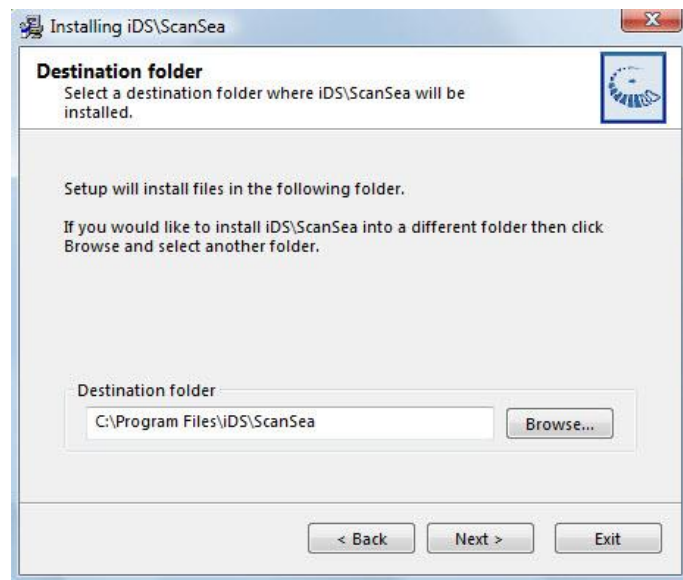 Installing iDS\ScanSea
Destination folder
Select a destination folder where iDS\ScanSea will be
installed.
Setup will install files in the following folder.
If you would like to install iDS\ScanSea into a different folder then click
Browse and select another folder.
Destination folder
C:\Program Files\iDS\ScanSea
Browse...
< Back
Next >
Exit